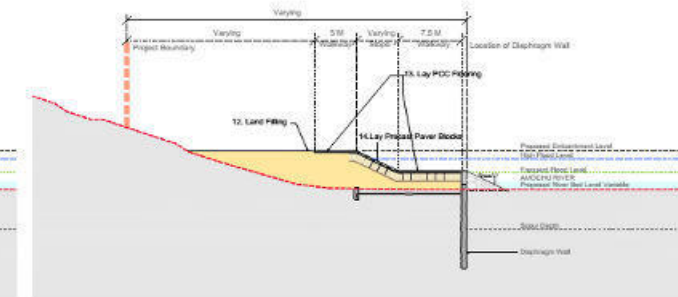 Varying
Varying
5 M
Varying
7.5 M
Walkway
Slope
Walkway
Project Boundary
Location of Diaphragm Wall
13. Lay PCC Flooring
12. Land Filling
14.Lay Precast Paver Blocks
Proposed Embankment Level
High Flood Level
Flood Level
AMOCHU RIVER
Proposed River Bed Level Variable
Scour Depth
Diaphragm Wall